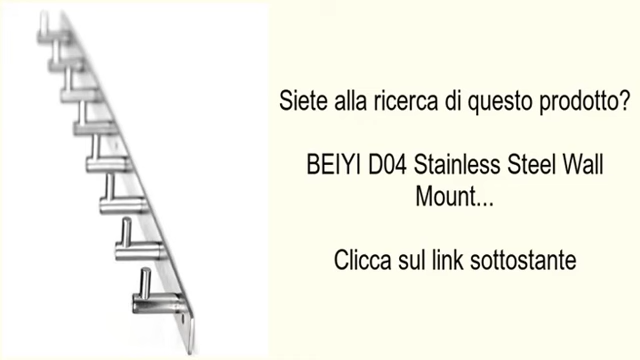 Siete alla ricerca di questo prodotto?
BEIYI D04 Stainless Steel Wall
Mount...
Clicca sul link sottostante